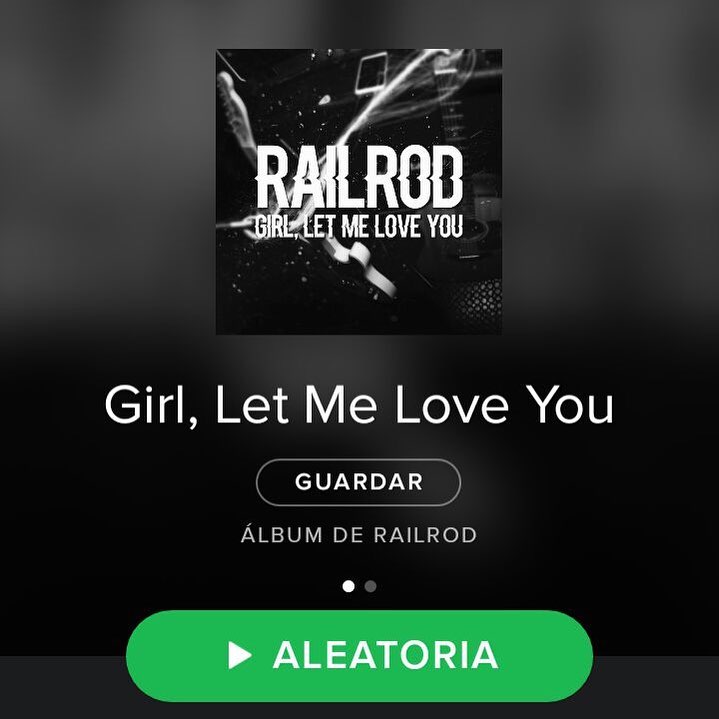 RAILROD
GIRL, LET ME LOVE YOU
Girl, Let Me Love You
GUARDAR
ÁLBUM DE RAILROD
ALEATORIA